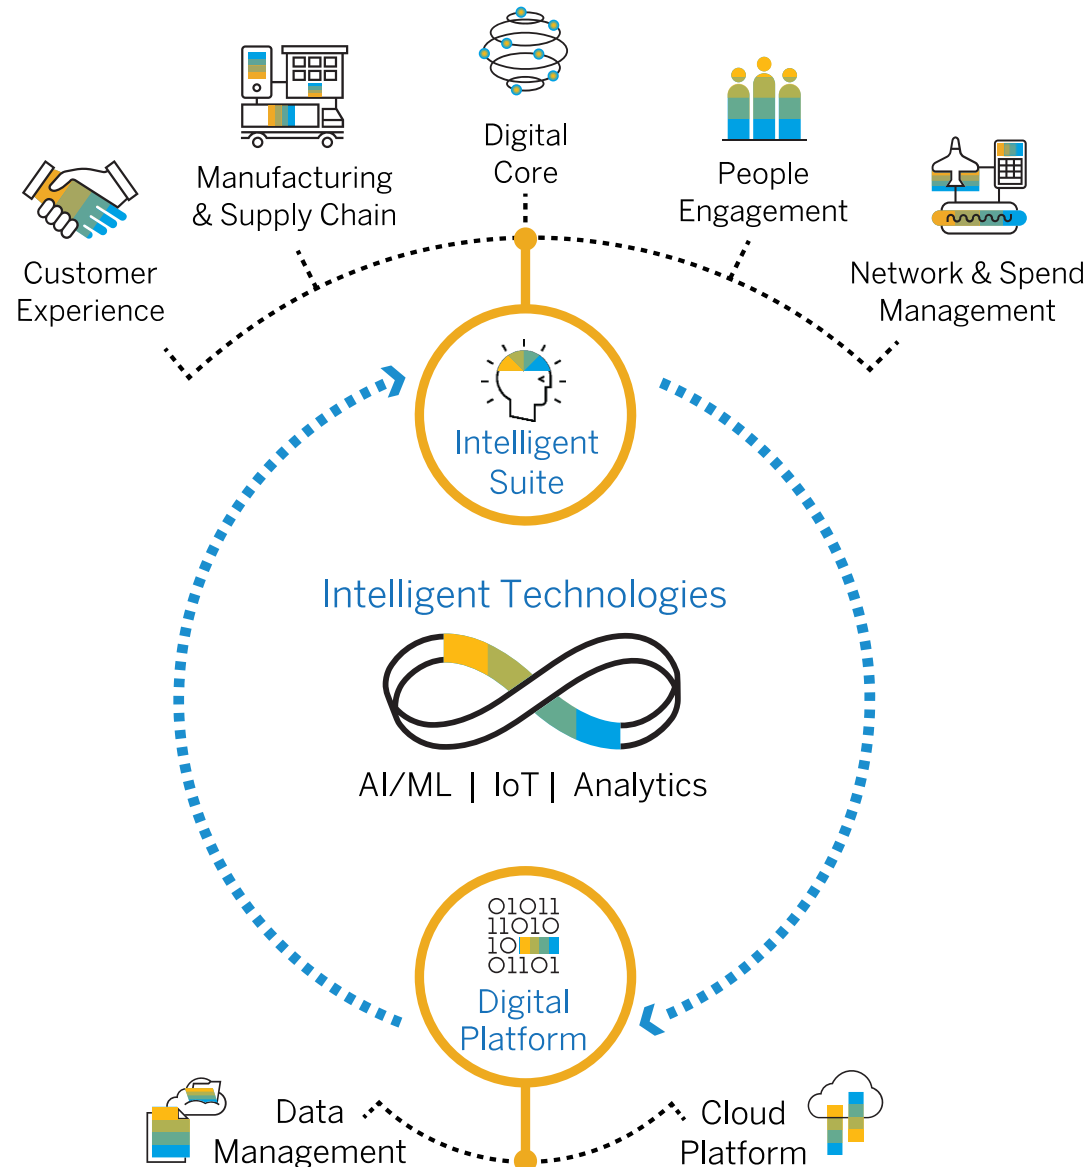 Digital
Core
Manufacturing
& Supply Chain
People
Engagement
Customer
Experience
Network & Spend
Management
Intelligent
Suite
Intelligent Technologies
AI/ML | IoT | Analytics
01011
11010
10
01101
Digital
Platform
Data
Management
Cloud
Platform